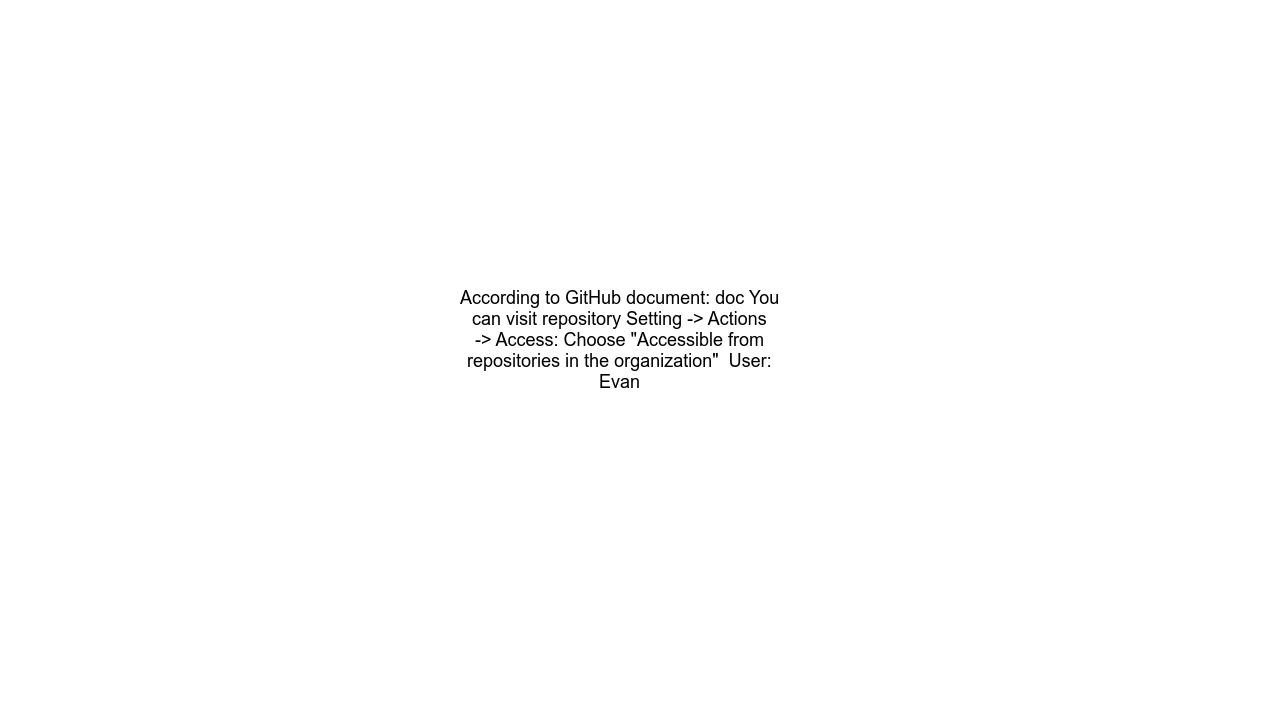 According to GitHub document: doc You
can visit repository Setting -> Actions
-> Access: Choose "Accessible from
repositories in the organization"  User:
Evan